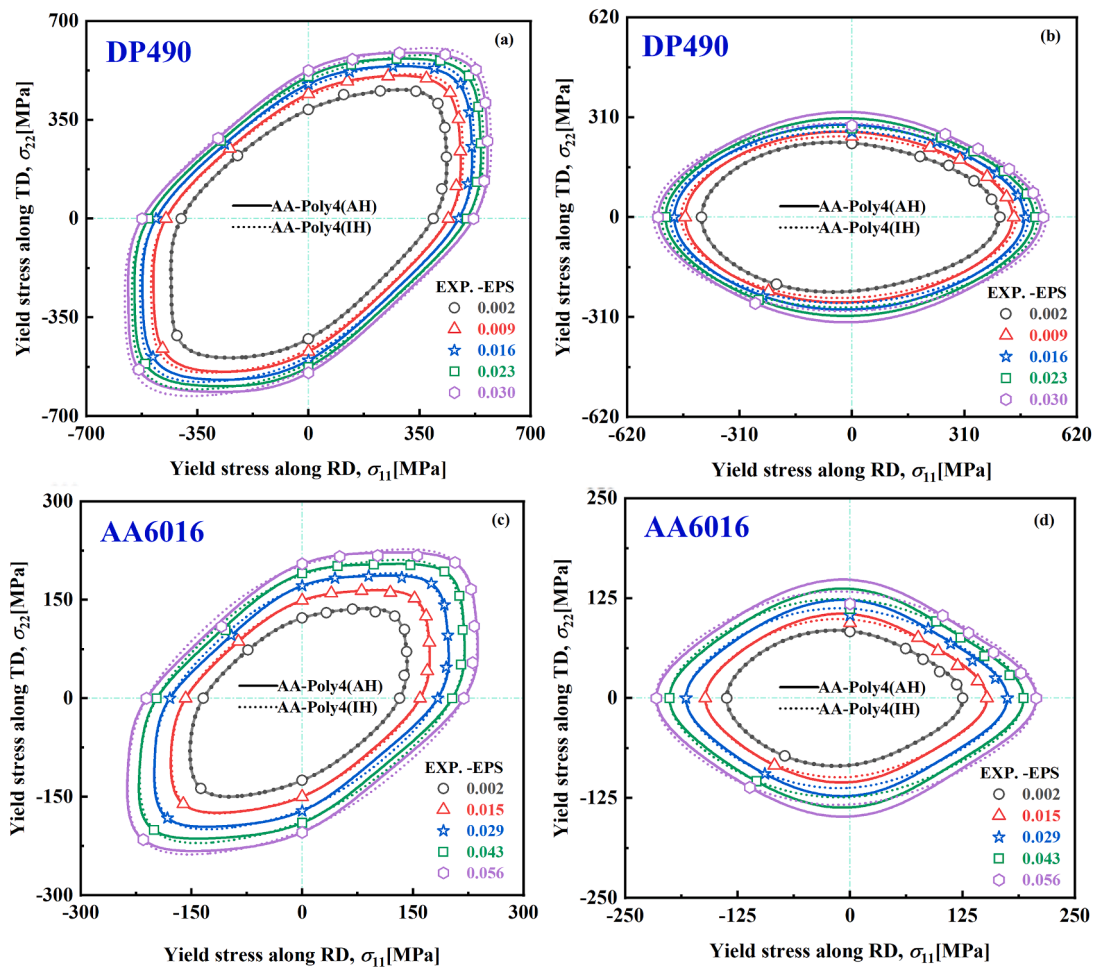 700
350
0
-350
-700
-700
-350
0
350
700
DP490
(a)
AA-Poly4(AH)
AA-Poly4(IH)
EXP. -EPS
0.002
0.009
0.016
0.023
0.030
Yield stress along TD, σ22[MPa]
Yield stress along RD, σ11[MPa]
620
310
0
-310
-620
-620
-310
0
310
620
DP490
(b)
AA-Poly4(AH)
AA-Poly4(IH)
EXP. -EPS
0.002
0.009
0.016
0.023
0.030
Yield stress along TD, σ22[MPa]
Yield stress along RD, σ11[MPa]
300
150
0
-150
-300
-300
-150
0
150
300
AA6016
(c)
AA-Poly4(AH)
AA-Poly4(IH)
EXP. -EPS
0.002
0.015
0.029
0.043
0.056
Yield stress along TD, σ22[MPa]
Yield stress along RD, σ11[MPa]
250
125
0
-125
-250
-250
-125
0
125
250
AA6016
(d)
AA-Poly4(AH)
AA-Poly4(IH)
EXP. -EPS
0.002
0.015
0.029
0.043
0.056
Yield stress along TD, σ22[MPa]
Yield stress along RD, σ11[MPa]